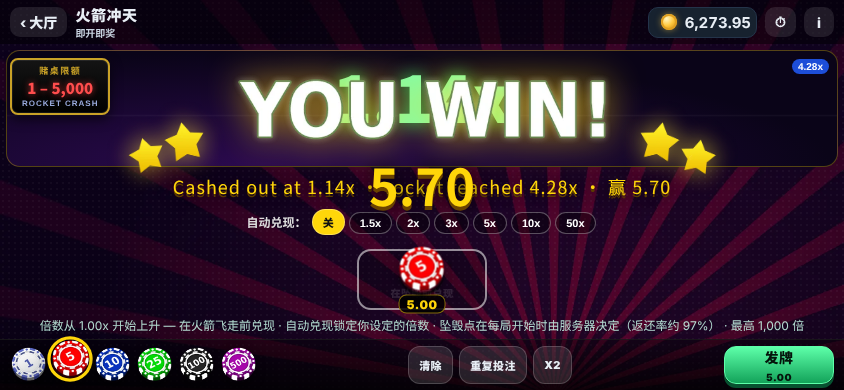 ‹ 大厅
火箭冲天
即开即奖
6,273.95
i
赌桌限额
1 – 5,000
ROCKET CRASH
4.28x
YOU WIN!
5.70
Cashed out at 1.14x • Rocket reached 4.28x • 赢 5.70
自动兑现: 关 1.5x 2x 3x 5x 10x 50x
5
5.00
倍数从 1.00x 开始上升 — 在火箭飞走前兑现 · 自动兑现锁定你设定的倍数 · 坠毁点在每局开始时由服务器决定（返还率约 97%） · 最高 1,000 倍
1 5 10 25 100 500
清除 重复投注 X2
发牌
5.00